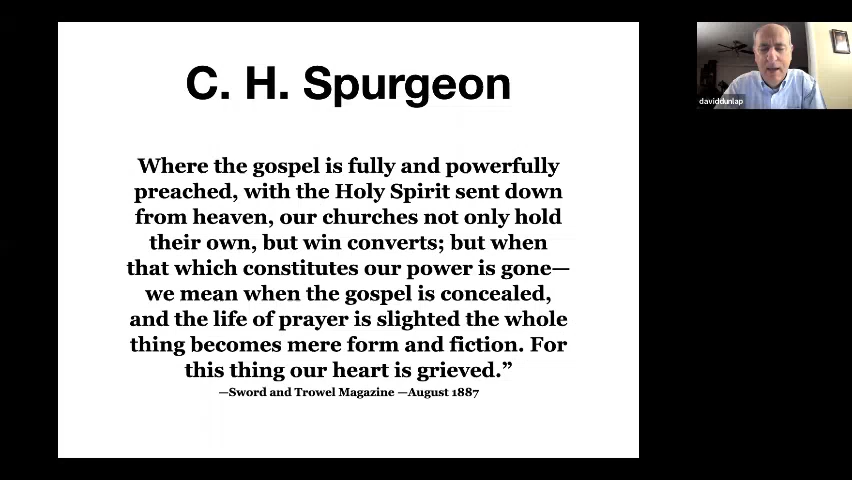 C. H. Spurgeon
Where the gospel is fully and powerfully
preached, with the Holy Spirit sent down
from heaven, our churches not only hold
their own, but win converts; but when
that which constitutes our power is gone—
we mean when the gospel is concealed,
and the life of prayer is slighted the whole
thing becomes mere form and fiction. For
this thing our heart is grieved.”
—Sword and Trowel Magazine —August 1887
daviddunlap